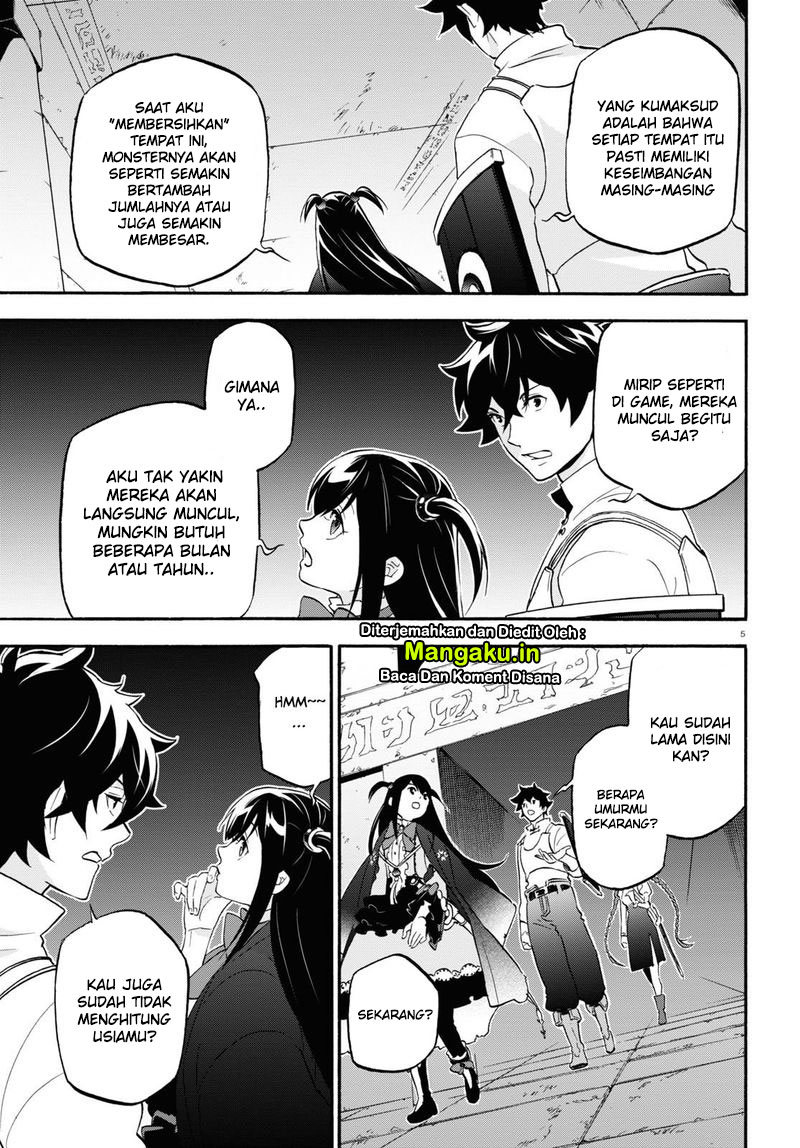 YANG KUMAKSUD
ADALAH BAHWA
SETIAP TEMPAT ITU
PASTI MEMILIKI
KESEIMBANGAN
MASING-MASING
SAAT AKU
"MEMBERSIHKAN"
TEMPAT INI,
MONSTERNYA AKAN
SEPERTI SEMAKIN
BERTAMBAH
JUMLAHNYA ATAU
JUGA SEMAKIN
MEMBESAR.
MIRIP SEPERTI
DI GAME, MEREKA
MUNCUL BEGITU
SAJA?
GIMANA
YA..
AKU TAK YAKIN
MEREKA AKAN
LANGSUNG MUNCUL,
MUNGKIN BUTUH
BEBERAPA BULAN
ATAU TAHUN..
5
Diterjemahkan dan Diedit Oleh :
Mangaku.in
Baca Dan Koment Disana
KAU SUDAH
LAMA DISINI
KAN?
BERAPA
UMURMU
SEKARANG?
SEKARANG?
HMM~~
...
KAU JUGA
SUDAH TIDAK
MENGHITUNG
USIAMU?